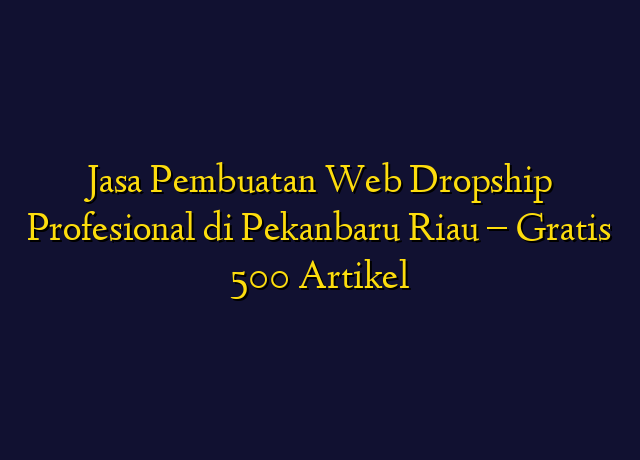 Jasa Pembuatan Web Dropship
Profesional di Pekanbaru Riau – Gratis
500 Artikel